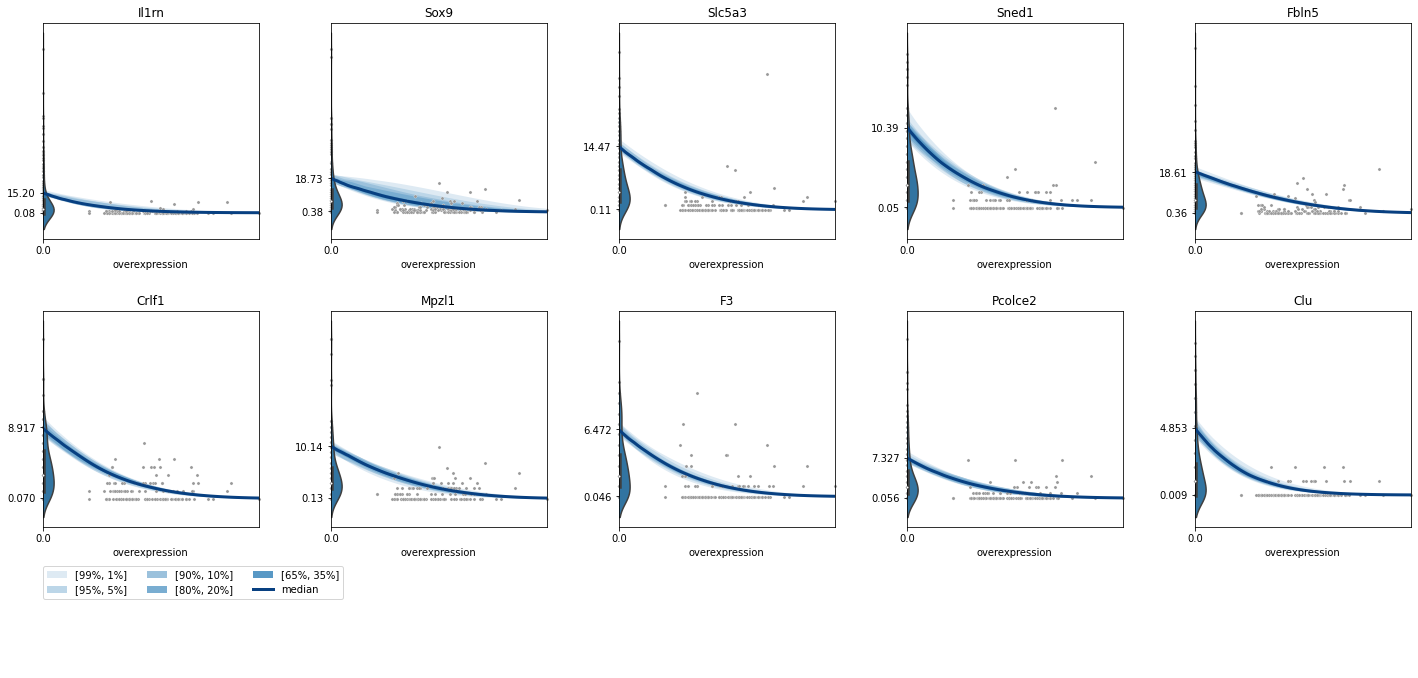 Il1rn Sox9 Slc5a3 Sned1 Fbln5
10.39
14.47
18.73 18.61
15.20
0.38 0.11 0.05 0.36
0.08
0.0 0.0 0.0 0.0 0.0
overexpression overexpression overexpression overexpression overexpression
Crlf1 Mpzl1 F3 Pcolce2 Clu
8.917 6.472 4.853
10.14 7.327
0.070 0.13 0.046 0.056 0.009
0.0 0.0 0.0 0.0 0.0
overexpression overexpression overexpression overexpression overexpression
[99%, 1%] [90%, 10%] [65%, 35%]
[95%, 5%] [80%, 20%] median